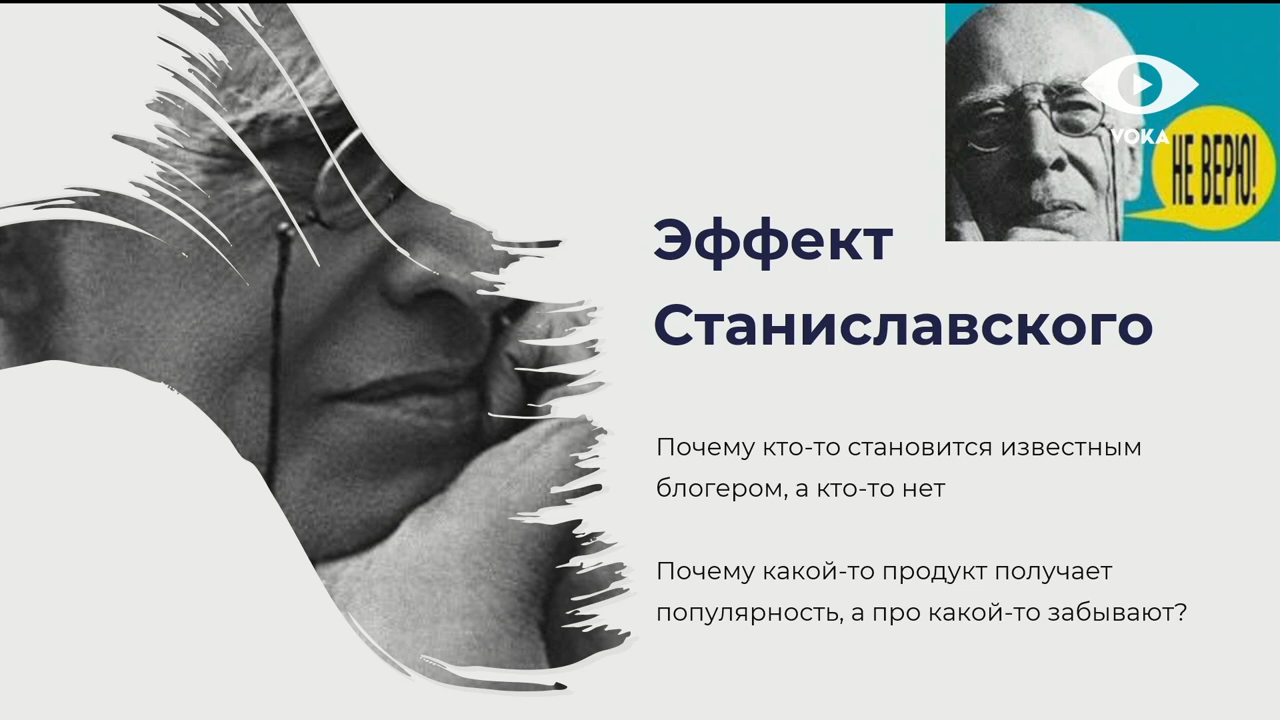 VOKA
НЕ ВЕРЮ!
Эффект
Станиславского
Почему кто-то становится известным
блогером, а кто-то нет
Почему какой-то продукт получает
популярность, а про какой-то забывают?